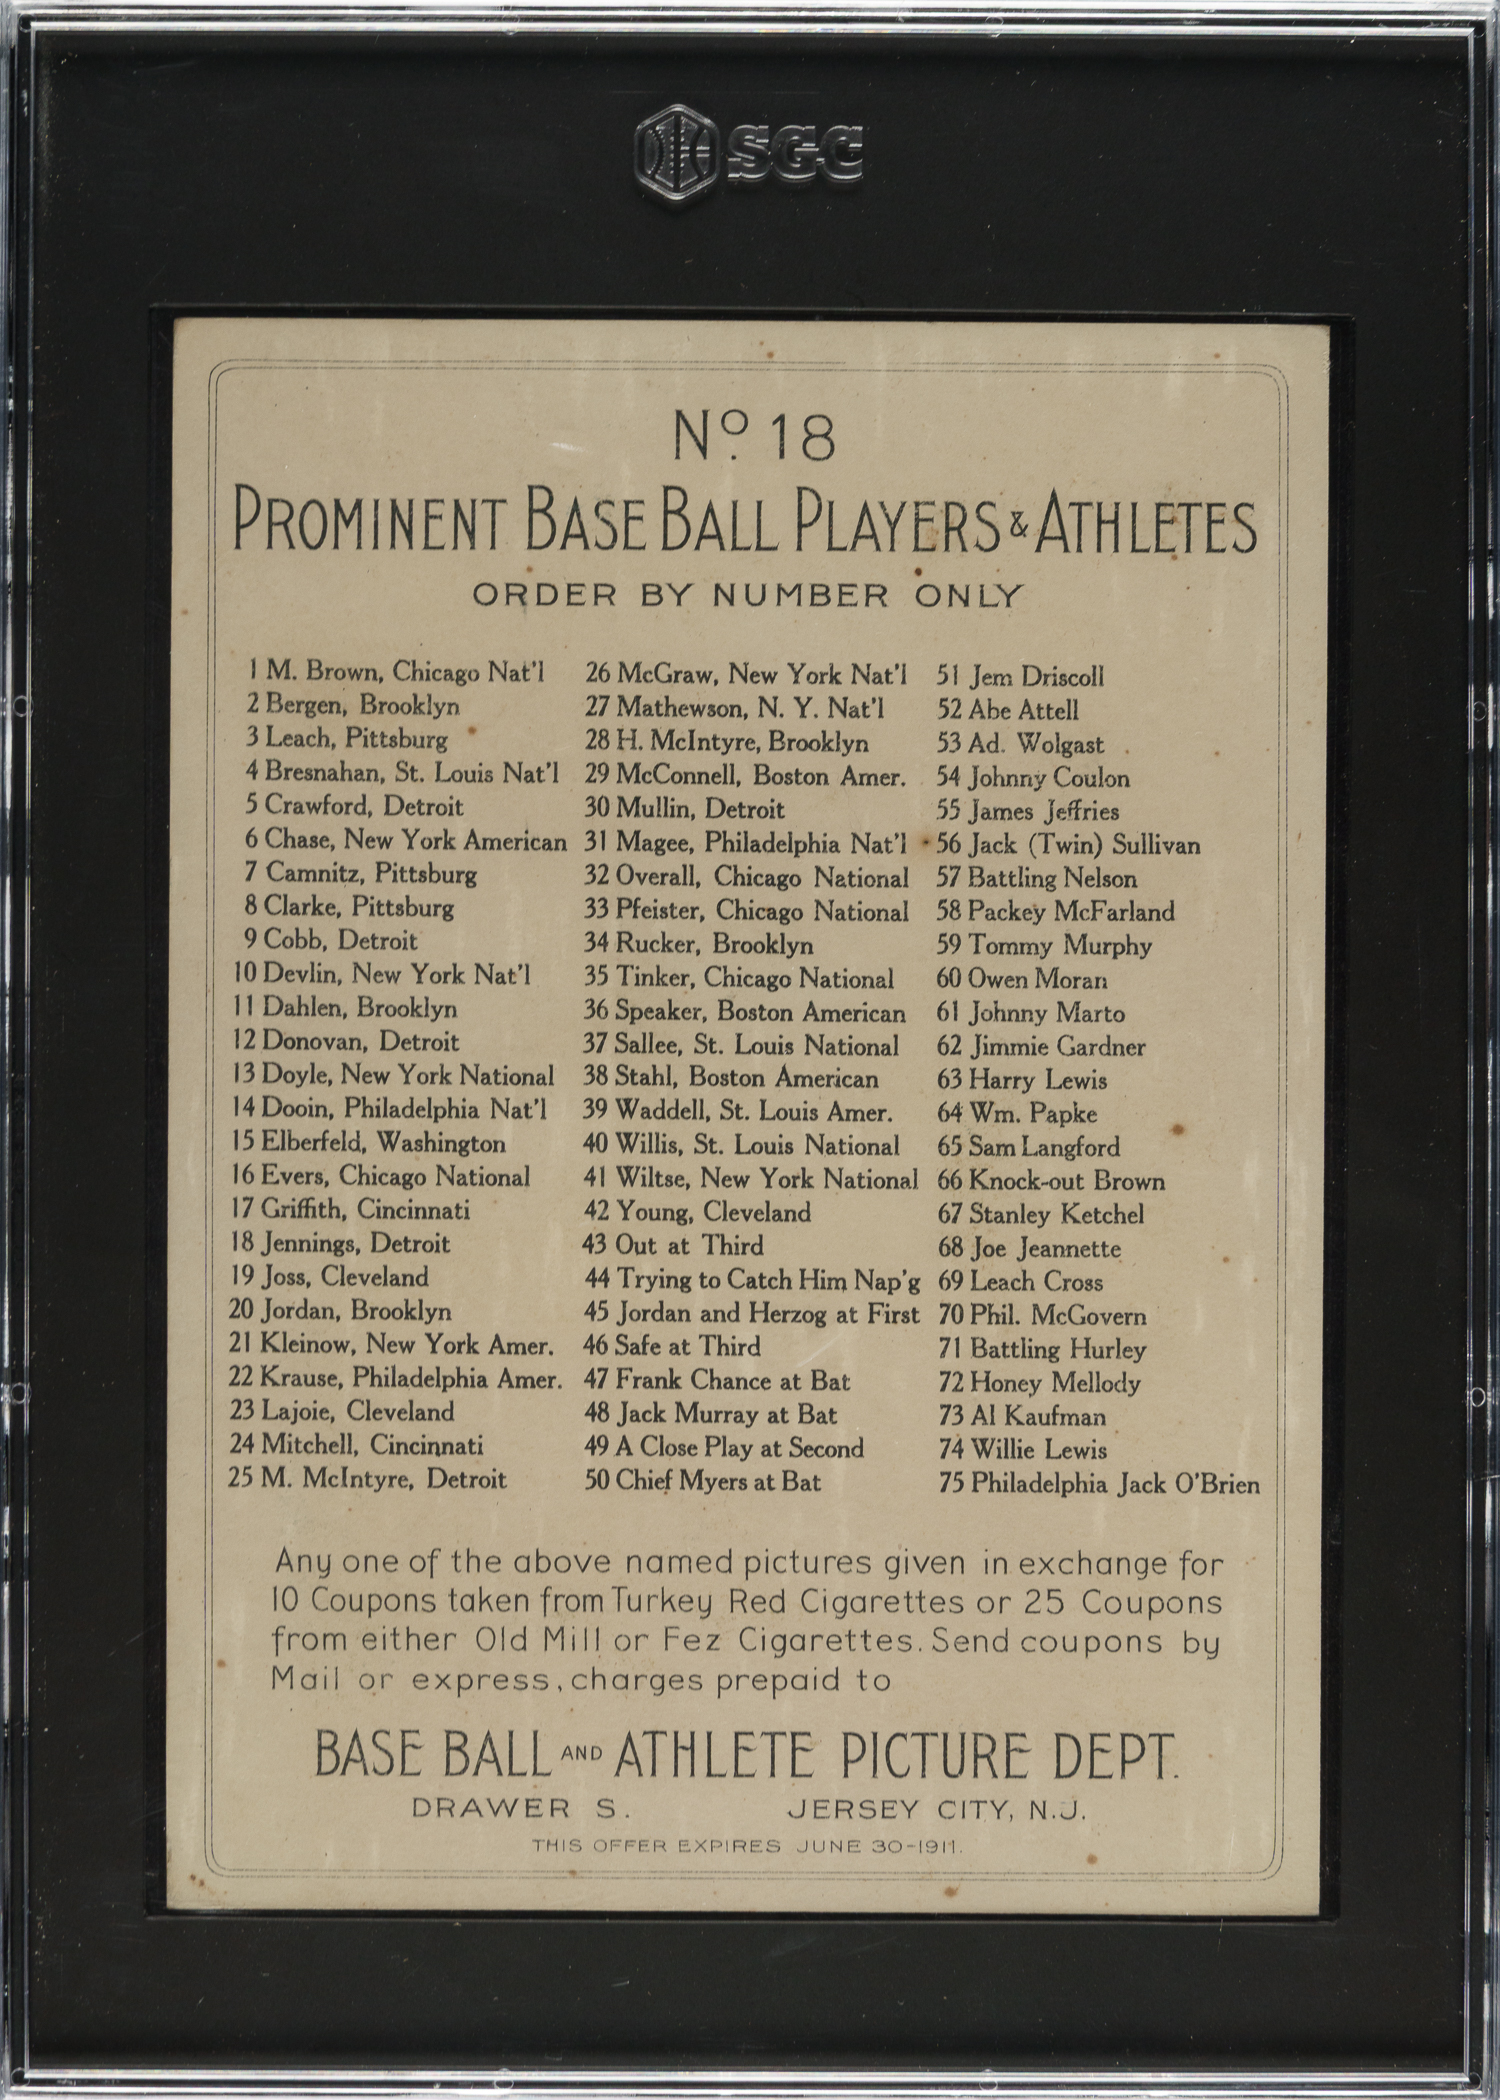 SGC
Nº 18
PROMINENT BASE BALL PLAYERS & ATHLETES
ORDER BY NUMBER ONLY
1 M. Brown, Chicago Nat'l
2 Bergen, Brooklyn
3 Leach, Pittsburg
4 Bresnahan, St. Louis Nat'l
5 Crawford, Detroit
6 Chase, New York American
7 Camnitz, Pittsburg
8 Clarke, Pittsburg
9 Cobb, Detroit
10 Devlin, New York Nat'l
11 Dahlen, Brooklyn
12 Donovan, Detroit
13 Doyle, New York National
14 Dooin, Philadelphia Nat'l
15 Elberfeld, Washington
16 Evers, Chicago National
17 Griffith, Cincinnati
18 Jennings, Detroit
19 Joss, Cleveland
20 Jordan, Brooklyn
21 Kleinow, New York Amer.
22 Krause, Philadelphia Amer.
23 Lajoie, Cleveland
24 Mitchell, Cincinnati
25 M. McIntyre, Detroit
26 McGraw, New York Nat'l
27 Mathewson, N. Y. Nat'l
28 H. McIntyre, Brooklyn
29 McConnell, Boston Amer.
30 Mullin, Detroit
31 Magee, Philadelphia Nat'l
32 Overall, Chicago National
33 Pfeister, Chicago National
34 Rucker, Brooklyn
35 Tinker, Chicago National
36 Speaker, Boston American
37 Sallee, St. Louis National
38 Stahl, Boston American
39 Waddell, St. Louis Amer.
40 Willis, St. Louis National
41 Wiltse, New York National
42 Young, Cleveland
43 Out at Third
44 Trying to Catch Him Nap'g
45 Jordan and Herzog at First
46 Safe at Third
47 Frank Chance at Bat
48 Jack Murray at Bat
49 A Close Play at Second
50 Chief Myers at Bat
51 Jem Driscoll
52 Abe Attell
53 Ad. Wolgast
54 Johnny Coulon
55 James Jeffries
56 Jack (Twin) Sullivan
57 Battling Nelson
58 Packey McFarland
59 Tommy Murphy
60 Owen Moran
61 Johnny Marto
62 Jimmie Gardner
63 Harry Lewis
64 Wm. Papke
65 Sam Langford
66 Knock-out Brown
67 Stanley Ketchel
68 Joe Jeannette
69 Leach Cross
70 Phil. McGovern
71 Battling Hurley
72 Honey Mellody
73 Al Kaufman
74 Willie Lewis
75 Philadelphia Jack O'Brien
Any one of the above named pictures given in exchange for
10 Coupons taken from Turkey Red Cigarettes or 25 Coupons
from either Old Mill or Fez Cigarettes. Send coupons by
Mail or express, charges prepaid to
BASE BALL AND ATHLETE PICTURE DEPT.
DRAWER S. JERSEY CITY, N.J.
THIS OFFER EXPIRES JUNE 30-1911.